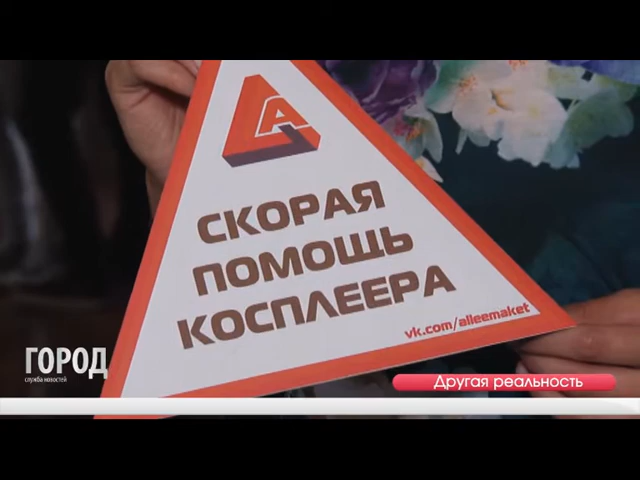 А
СКОРАЯ
ПОМОЩЬ
КОСПЛЕЕРА
vk.com/alleemaket
ГОРОД
служба новостей
Другая реальность